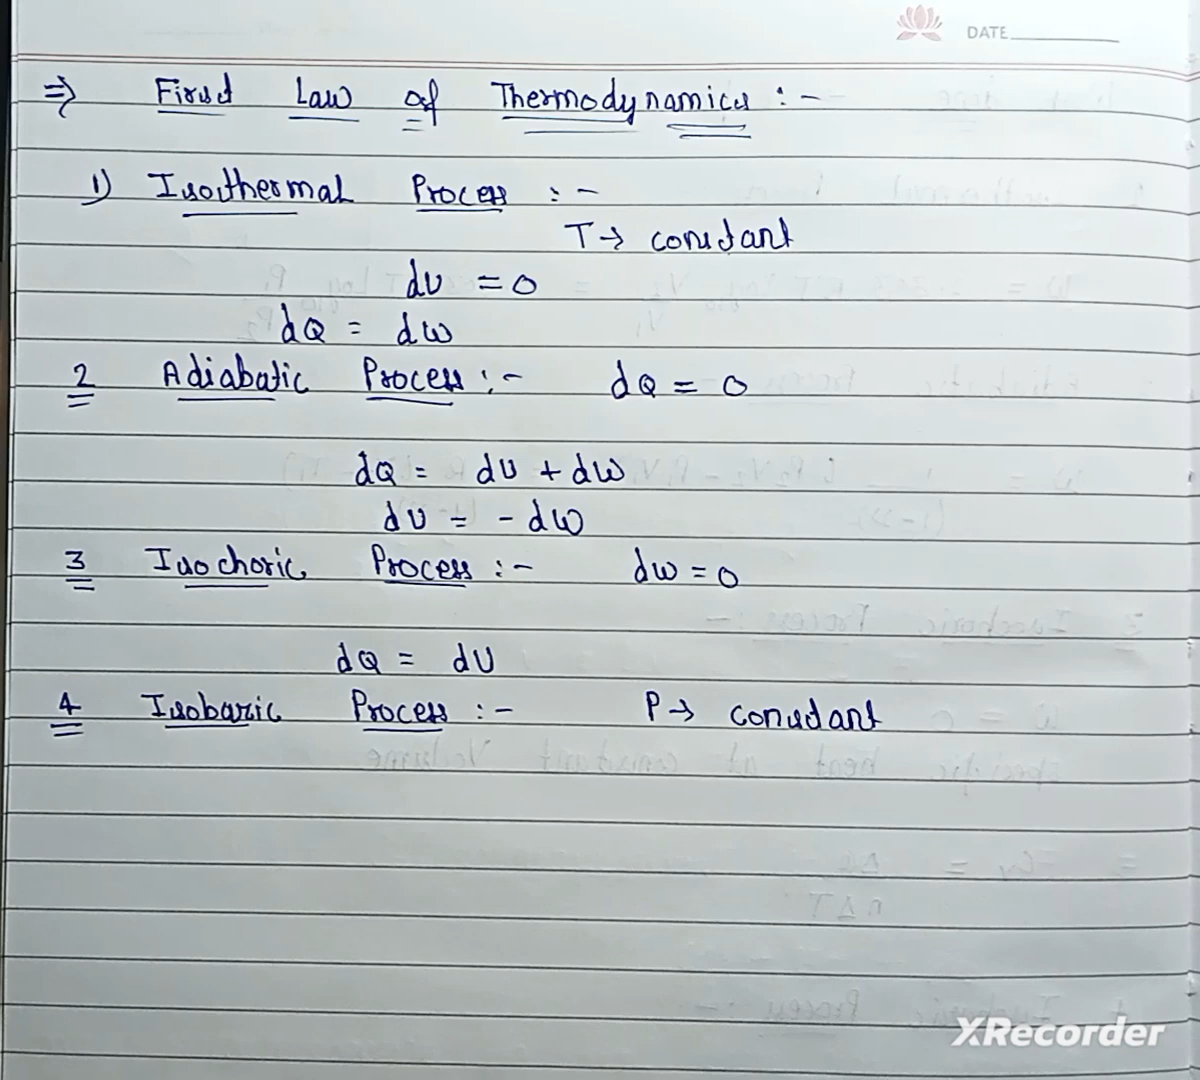 DATE
⇒ First Law of Thermodynamics :-
1) Isothermal Process :-
T → constant
dU = 0
dQ = dW
2 Adiabatic Process :- dQ = 0
dQ = dU + dW
dU = - dW
3 Isochoric Process :- dW = 0
dQ = dU
4 Isobaric Process :- P → constant
XRecorder